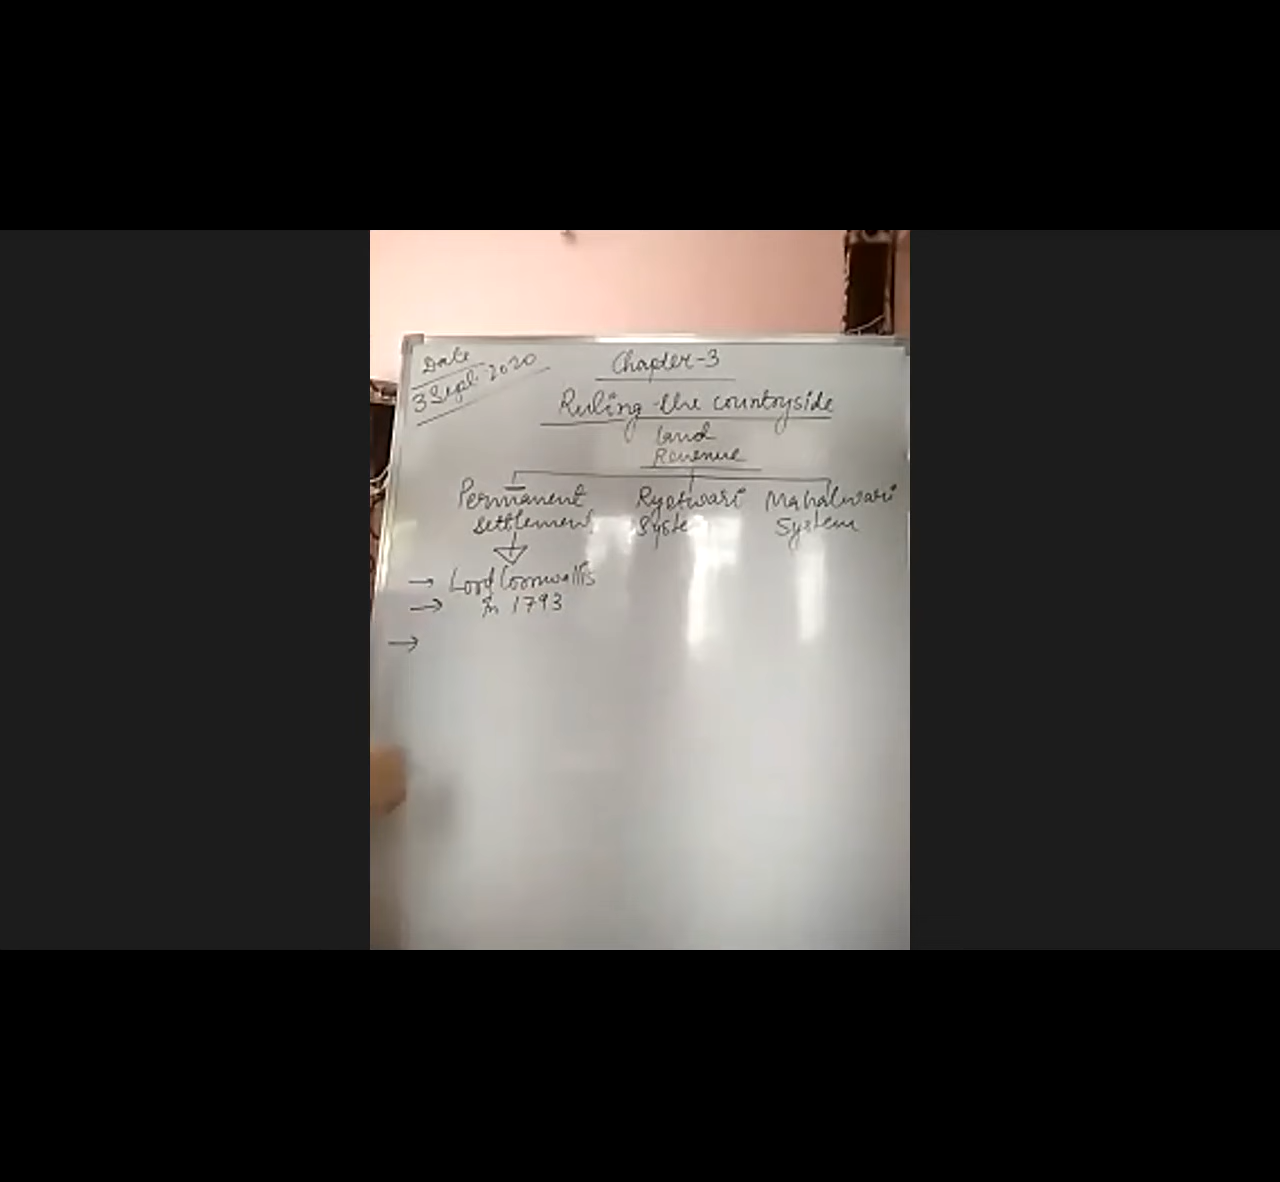 Date
3 Sept. 2020
Chapter-3
Ruling the countryside
Land
Revenue
Permanent
settlement
Ryotwari
Syste
Mahalwari
System
→ Lord Cornwallis
→ In 1793
→